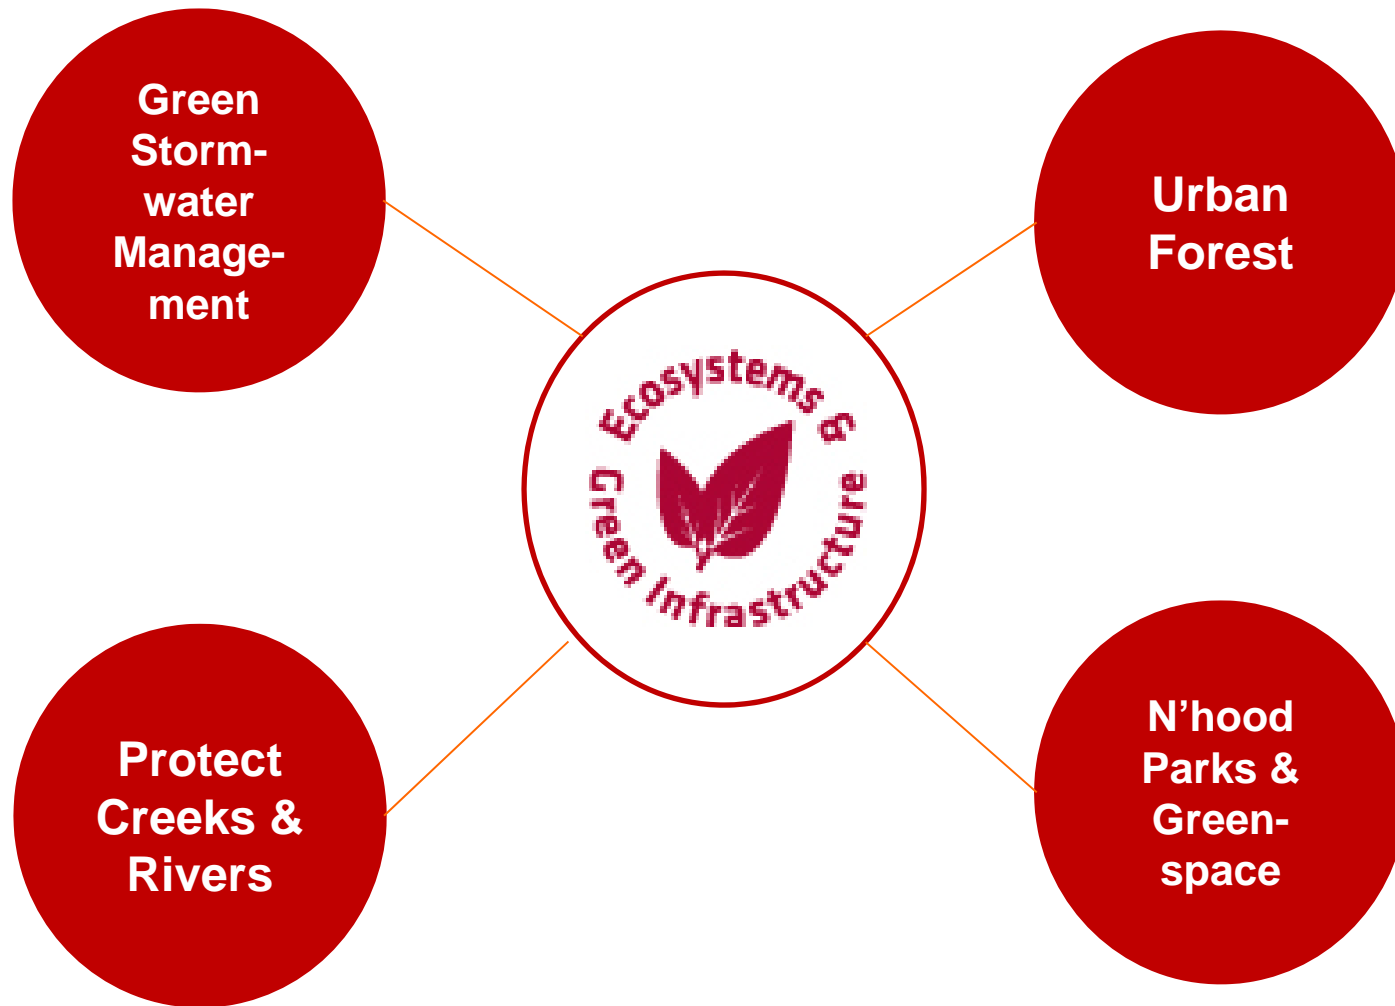 Green
Storm-
water
Manage-
ment
Urban
Forest
Ecosystems &
Green Infrastructure
Protect
Creeks &
Rivers
N’hood
Parks &
Green-
space